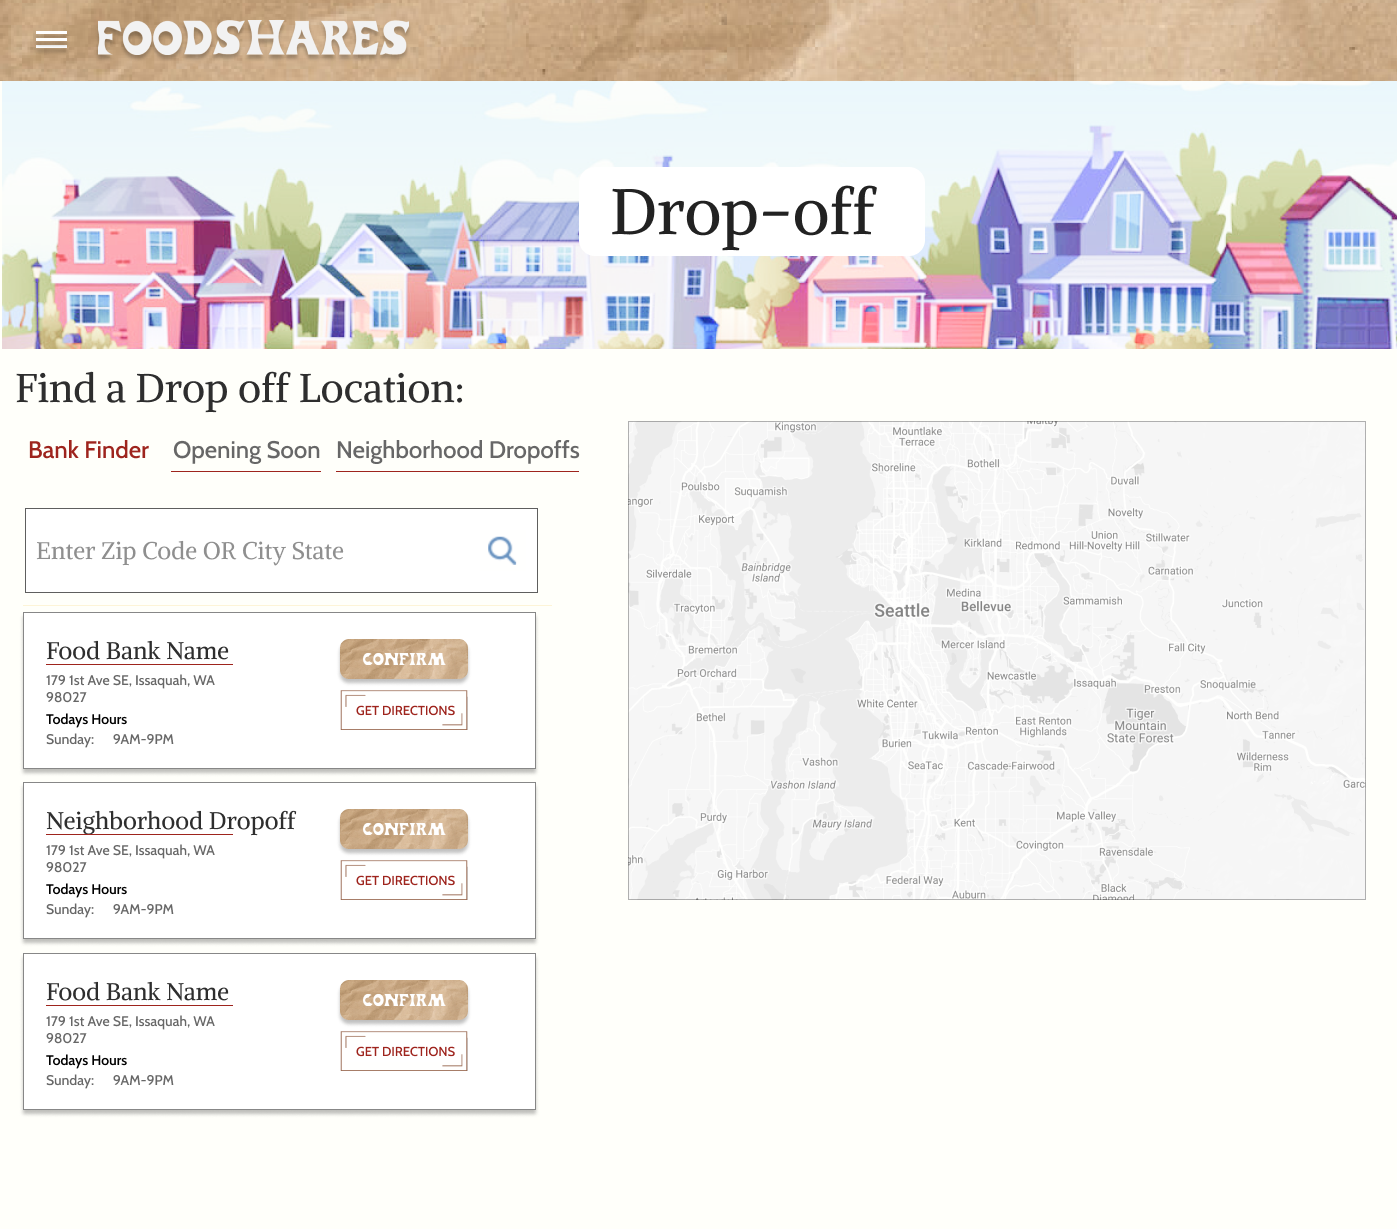 FOODSHARES
Drop-off
Find a Drop off Location:
Bank Finder
Opening Soon
Neighborhood Dropoffs
Enter Zip Code OR City State
Food Bank Name
179 1st Ave SE, Issaquah, WA
98027
Todays Hours
Sunday: 9AM-9PM
CONFIRM
GET DIRECTIONS
Neighborhood Dropoff
179 1st Ave SE, Issaquah, WA
98027
Todays Hours
Sunday: 9AM-9PM
CONFIRM
GET DIRECTIONS
Food Bank Name
179 1st Ave SE, Issaquah, WA
98027
Todays Hours
Sunday: 9AM-9PM
CONFIRM
GET DIRECTIONS
Kingston
Mountlake
Terrace
Shoreline
Bothell
Duvall
Poulsbo
Suquamish
Keyport
Novelty
Union
Hill-Novelty Hill
Stillwater
Kirkland
Redmond
Silverdale
Bainbridge
Island
Carnation
Tracyton
Seattle
Medina
Bellevue
Sammamish
Junction
Bremerton
Mercer Island
Fall City
Port Orchard
Newcastle
Issaquah
Preston
Snoqualmie
Bethel
White Center
Tiger
Mountain
State Forest
North Bend
East Renton
Highlands
Tanner
Burien
Tukwila
Renton
Vashon
SeaTac
Cascade-Fairwood
Wilderness
Rim
Vashon Island
Purdy
Maury Island
Kent
Maple Valley
Covington
Ravensdale
Gig Harbor
Federal Way
Auburn
Black
Diamond